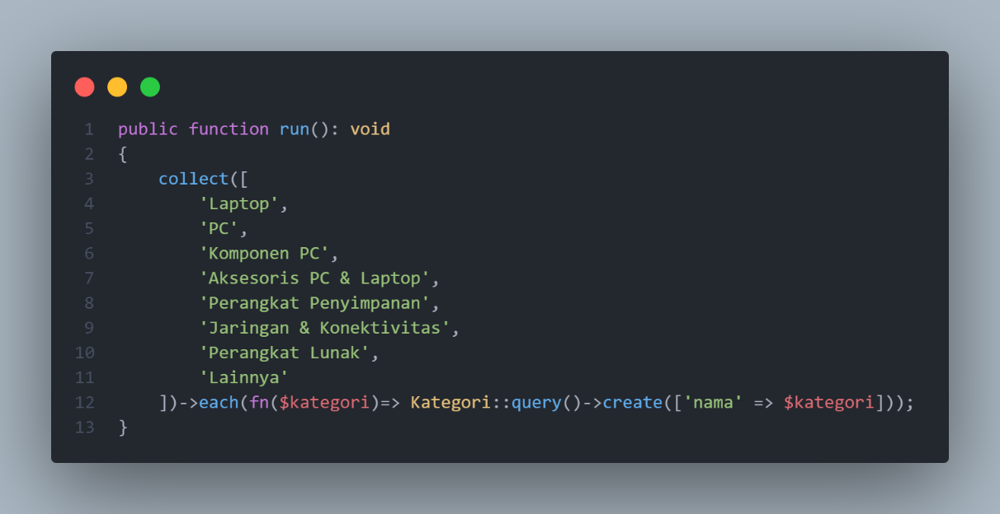 1 public function run(): void
2 {
3     collect([
4         'Laptop',
5         'PC',
6         'Komponen PC',
7         'Aksesoris PC & Laptop',
8         'Perangkat Penyimpanan',
9         'Jaringan & Konektivitas',
10         'Perangkat Lunak',
11         'Lainnya'
12     ])->each(fn($kategori)=> Kategori::query()->create(['nama' => $kategori]));
13 }